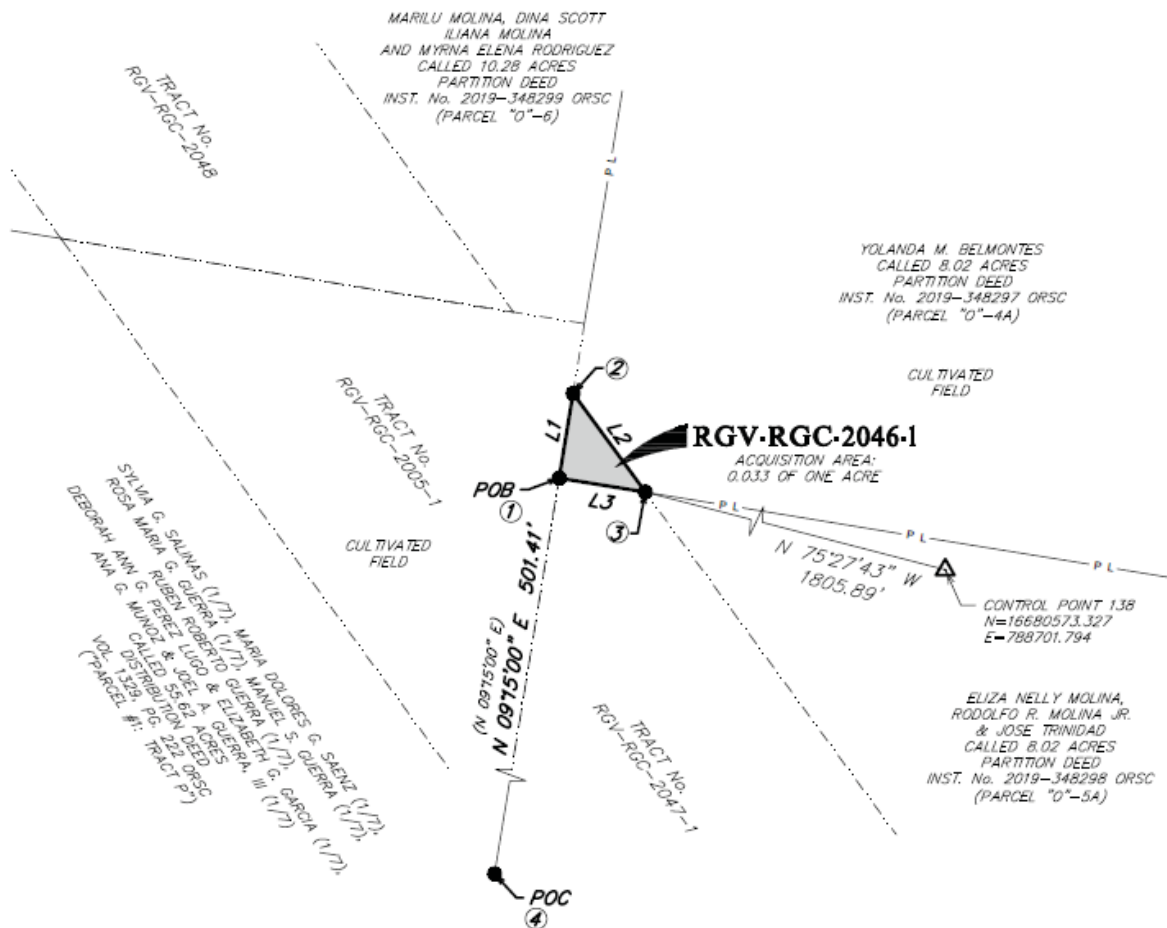 MARILU MOLINA, DINA SCOTT
ILIANA MOLINA
AND MYRNA ELENA RODRIGUEZ
CALLED 10.28 ACRES
PARTITION DEED
INST. No. 2019-348299 ORSC
(PARCEL "O"-6)
TRACT No.
RGV-RGC-2048
P L
YOLANDA M. BELMONTES
CALLED 8.02 ACRES
PARTITION DEED
INST. No. 2019-348297 ORSC
(PARCEL "O"-4A)
CULTIVATED
FIELD
2
TRACT No.
RGV-RGC-2005-1
L1
L2
RGV-RGC-2046-1
ACQUISITION AREA:
0.033 OF ONE ACRE
POB
1
L3
3
P L
P L
P L
N 75°27'43" W
1805.89'
CONTROL POINT 138
N=16680573.327
E=788701.794
CULTIVATED
FIELD
(N 09°15'00" E)
N 09°15'00" E 501.41'
SYLVIA G. SALINAS (1/7), MARIA DOLORES G. SAENZ (1/7),
ROSA MARIA G. GUERRA (1/7), MANUEL S. GUERRA (1/7),
RUBEN ROBERTO GUERRA (1/7),
DEBORAH ANN G. PEREZ LUGO & ELIZABETH G. GARCIA (1/7),
ANA G. MUNOZ & JOEL A. GUERRA, III (1/7)
CALLED 55.62 ACRES
DISTRIBUTION DEED
VOL. 1329, PG. 222 ORSC
("PARCEL #1: TRACT P")
TRACT No.
RGV-RGC-2047-1
ELIZA NELLY MOLINA,
RODOLFO R. MOLINA JR.
& JOSE TRINIDAD
CALLED 8.02 ACRES
PARTITION DEED
INST. No. 2019-348298 ORSC
(PARCEL "O"-5A)
POC
4